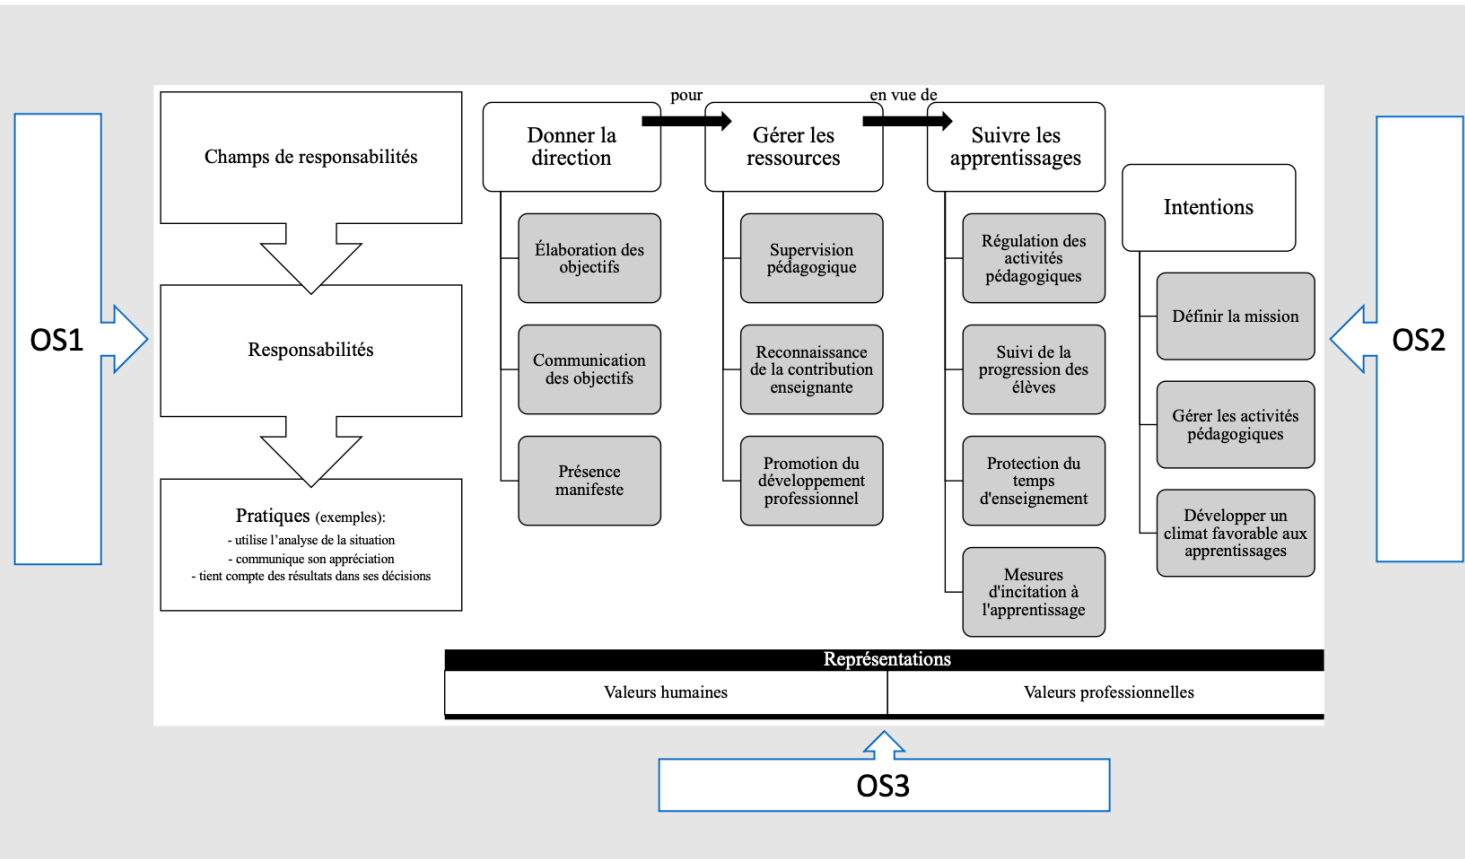 OS1
Champs de responsabilités
Responsabilités
Pratiques (exemples):
- utilise l'analyse de la situation
- communique son appréciation
- tient compte des résultats dans ses décisions
Donner la
direction
pour
Gérer les
ressources
en vue de
Suivre les
apprentissages
Élaboration des
objectifs
Communication
des objectifs
Présence
manifeste
Supervision
pédagogique
Reconnaissance
de la contribution
enseignante
Promotion du
développement
professionnel
Régulation des
activités
pédagogiques
Suivi de la
progression des
élèves
Protection du
temps
d'enseignement
Mesures
d'incitation à
l'apprentissage
Intentions
Définir la mission
Gérer les activités
pédagogiques
Développer un
climat favorable aux
apprentissages
OS2
Représentations
Valeurs humaines
Valeurs professionnelles
OS3